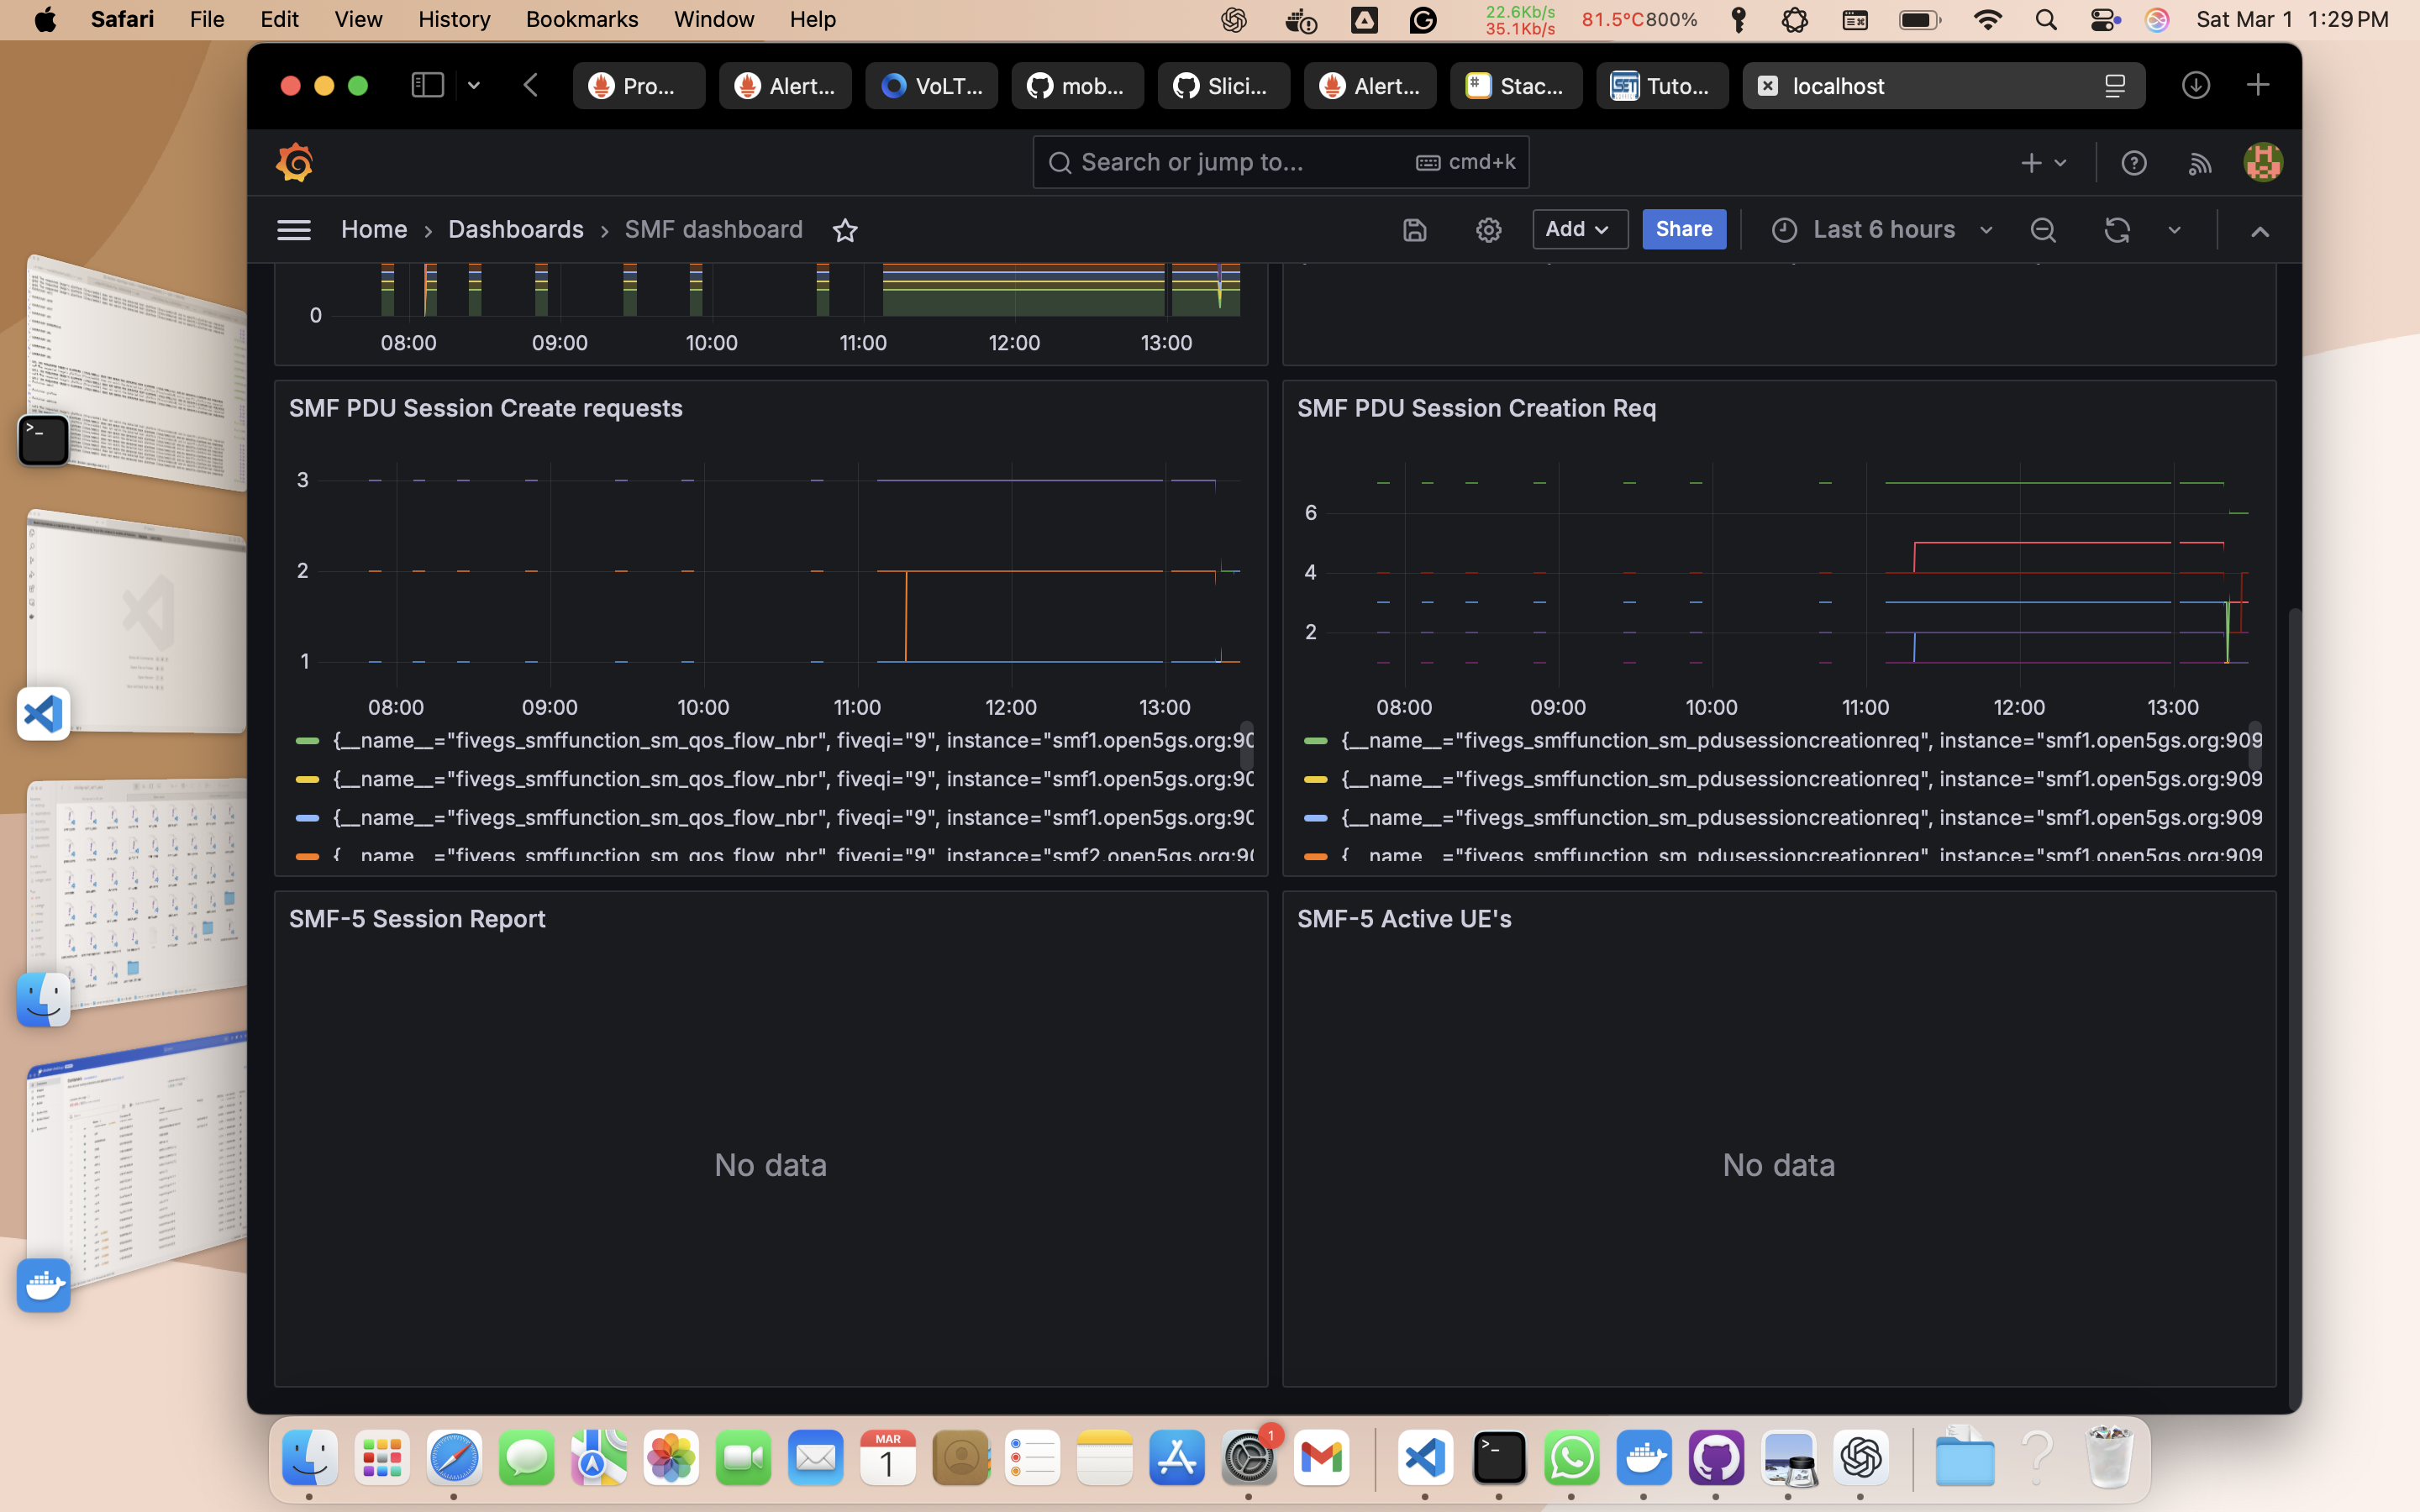 Safari File Edit View History Bookmarks Window Help 22.6Kb/s 35.1Kb/s 81.5°C800% Sat Mar 1 1:29 PM
Pro... Alert... VoLT... mob... Slici... Alert... Stac... Tuto... localhost
Search or jump to... cmd+k
Home › Dashboards › SMF dashboard Add Share Last 6 hours
0
08:00 09:00 10:00 11:00 12:00 13:00
SMF PDU Session Create requests
3
2
1
08:00 09:00 10:00 11:00 12:00 13:00
{__name__="fivegs_smffunction_sm_qos_flow_nbr", fiveqi="9", instance="smf1.open5gs.org:90
{__name__="fivegs_smffunction_sm_qos_flow_nbr", fiveqi="9", instance="smf1.open5gs.org:90
{__name__="fivegs_smffunction_sm_qos_flow_nbr", fiveqi="9", instance="smf1.open5gs.org:90
{__name__="fivegs_smffunction_sm_qos_flow_nbr", fiveqi="9", instance="smf2.open5gs.org:90
SMF PDU Session Creation Req
6
4
2
08:00 09:00 10:00 11:00 12:00 13:00
{__name__="fivegs_smffunction_sm_pdusessioncreationreq", instance="smf1.open5gs.org:909
{__name__="fivegs_smffunction_sm_pdusessioncreationreq", instance="smf1.open5gs.org:909
{__name__="fivegs_smffunction_sm_pdusessioncreationreq", instance="smf1.open5gs.org:909
{__name__="fivegs_smffunction_sm_pdusessioncreationreq", instance="smf1.open5gs.org:909
SMF-5 Session Report
No data
SMF-5 Active UE's
No data
MAR
1
1